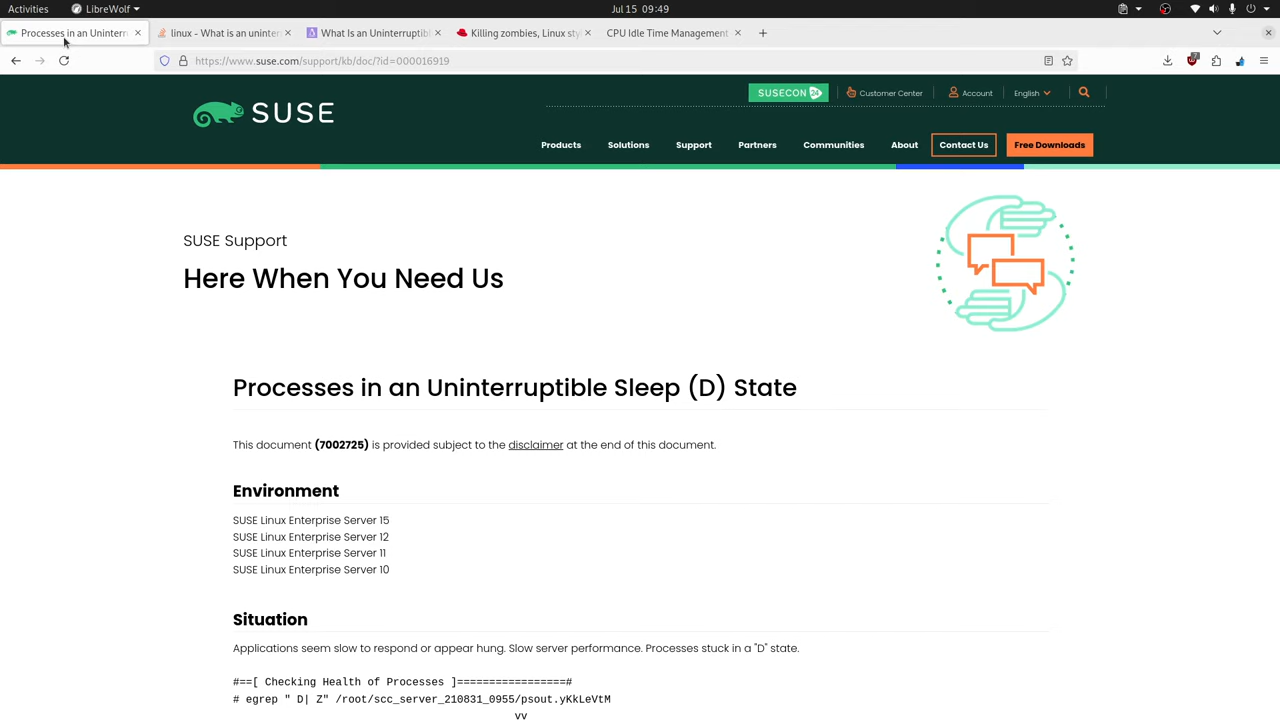 Activities
LibreWolf
Jul 15 09:49
Processes in an Uninterr
linux - What is an uninter
What Is an Uninterruptibl
Killing zombies, Linux sty
CPU Idle Time Management
https://www.suse.com/support/kb/doc/?id=000016919
7
SUSE
SUSECON 24
Customer Center
Account
English
Products
Solutions
Support
Partners
Communities
About
Contact Us
Free Downloads
SUSE Support
Here When You Need Us
Processes in an Uninterruptible Sleep (D) State
This document (7002725) is provided subject to the disclaimer at the end of this document.
Environment
SUSE Linux Enterprise Server 15
SUSE Linux Enterprise Server 12
SUSE Linux Enterprise Server 11
SUSE Linux Enterprise Server 10
Situation
Applications seem slow to respond or appear hung. Slow server performance. Processes stuck in a "D" state.
#==[ Checking Health of Processes ]=================#
# egrep " D| Z" /root/scc_server_210831_0955/psout.yKkLeVtM
vv